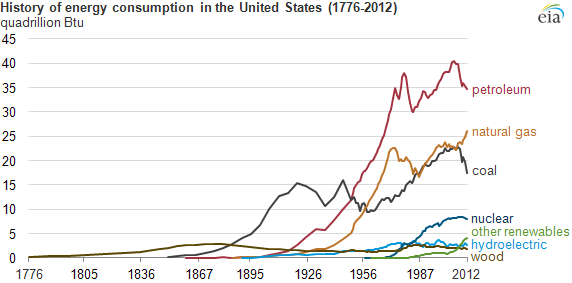 History of energy consumption in the United States (1776-2012)
quadrillion Btu
eia
45
40
35
30
25
20
15
10
5
0
petroleum
natural gas
coal
nuclear
other renewables
hydroelectric
wood
1776 1805 1836 1867 1895 1926 1956 1987 2012